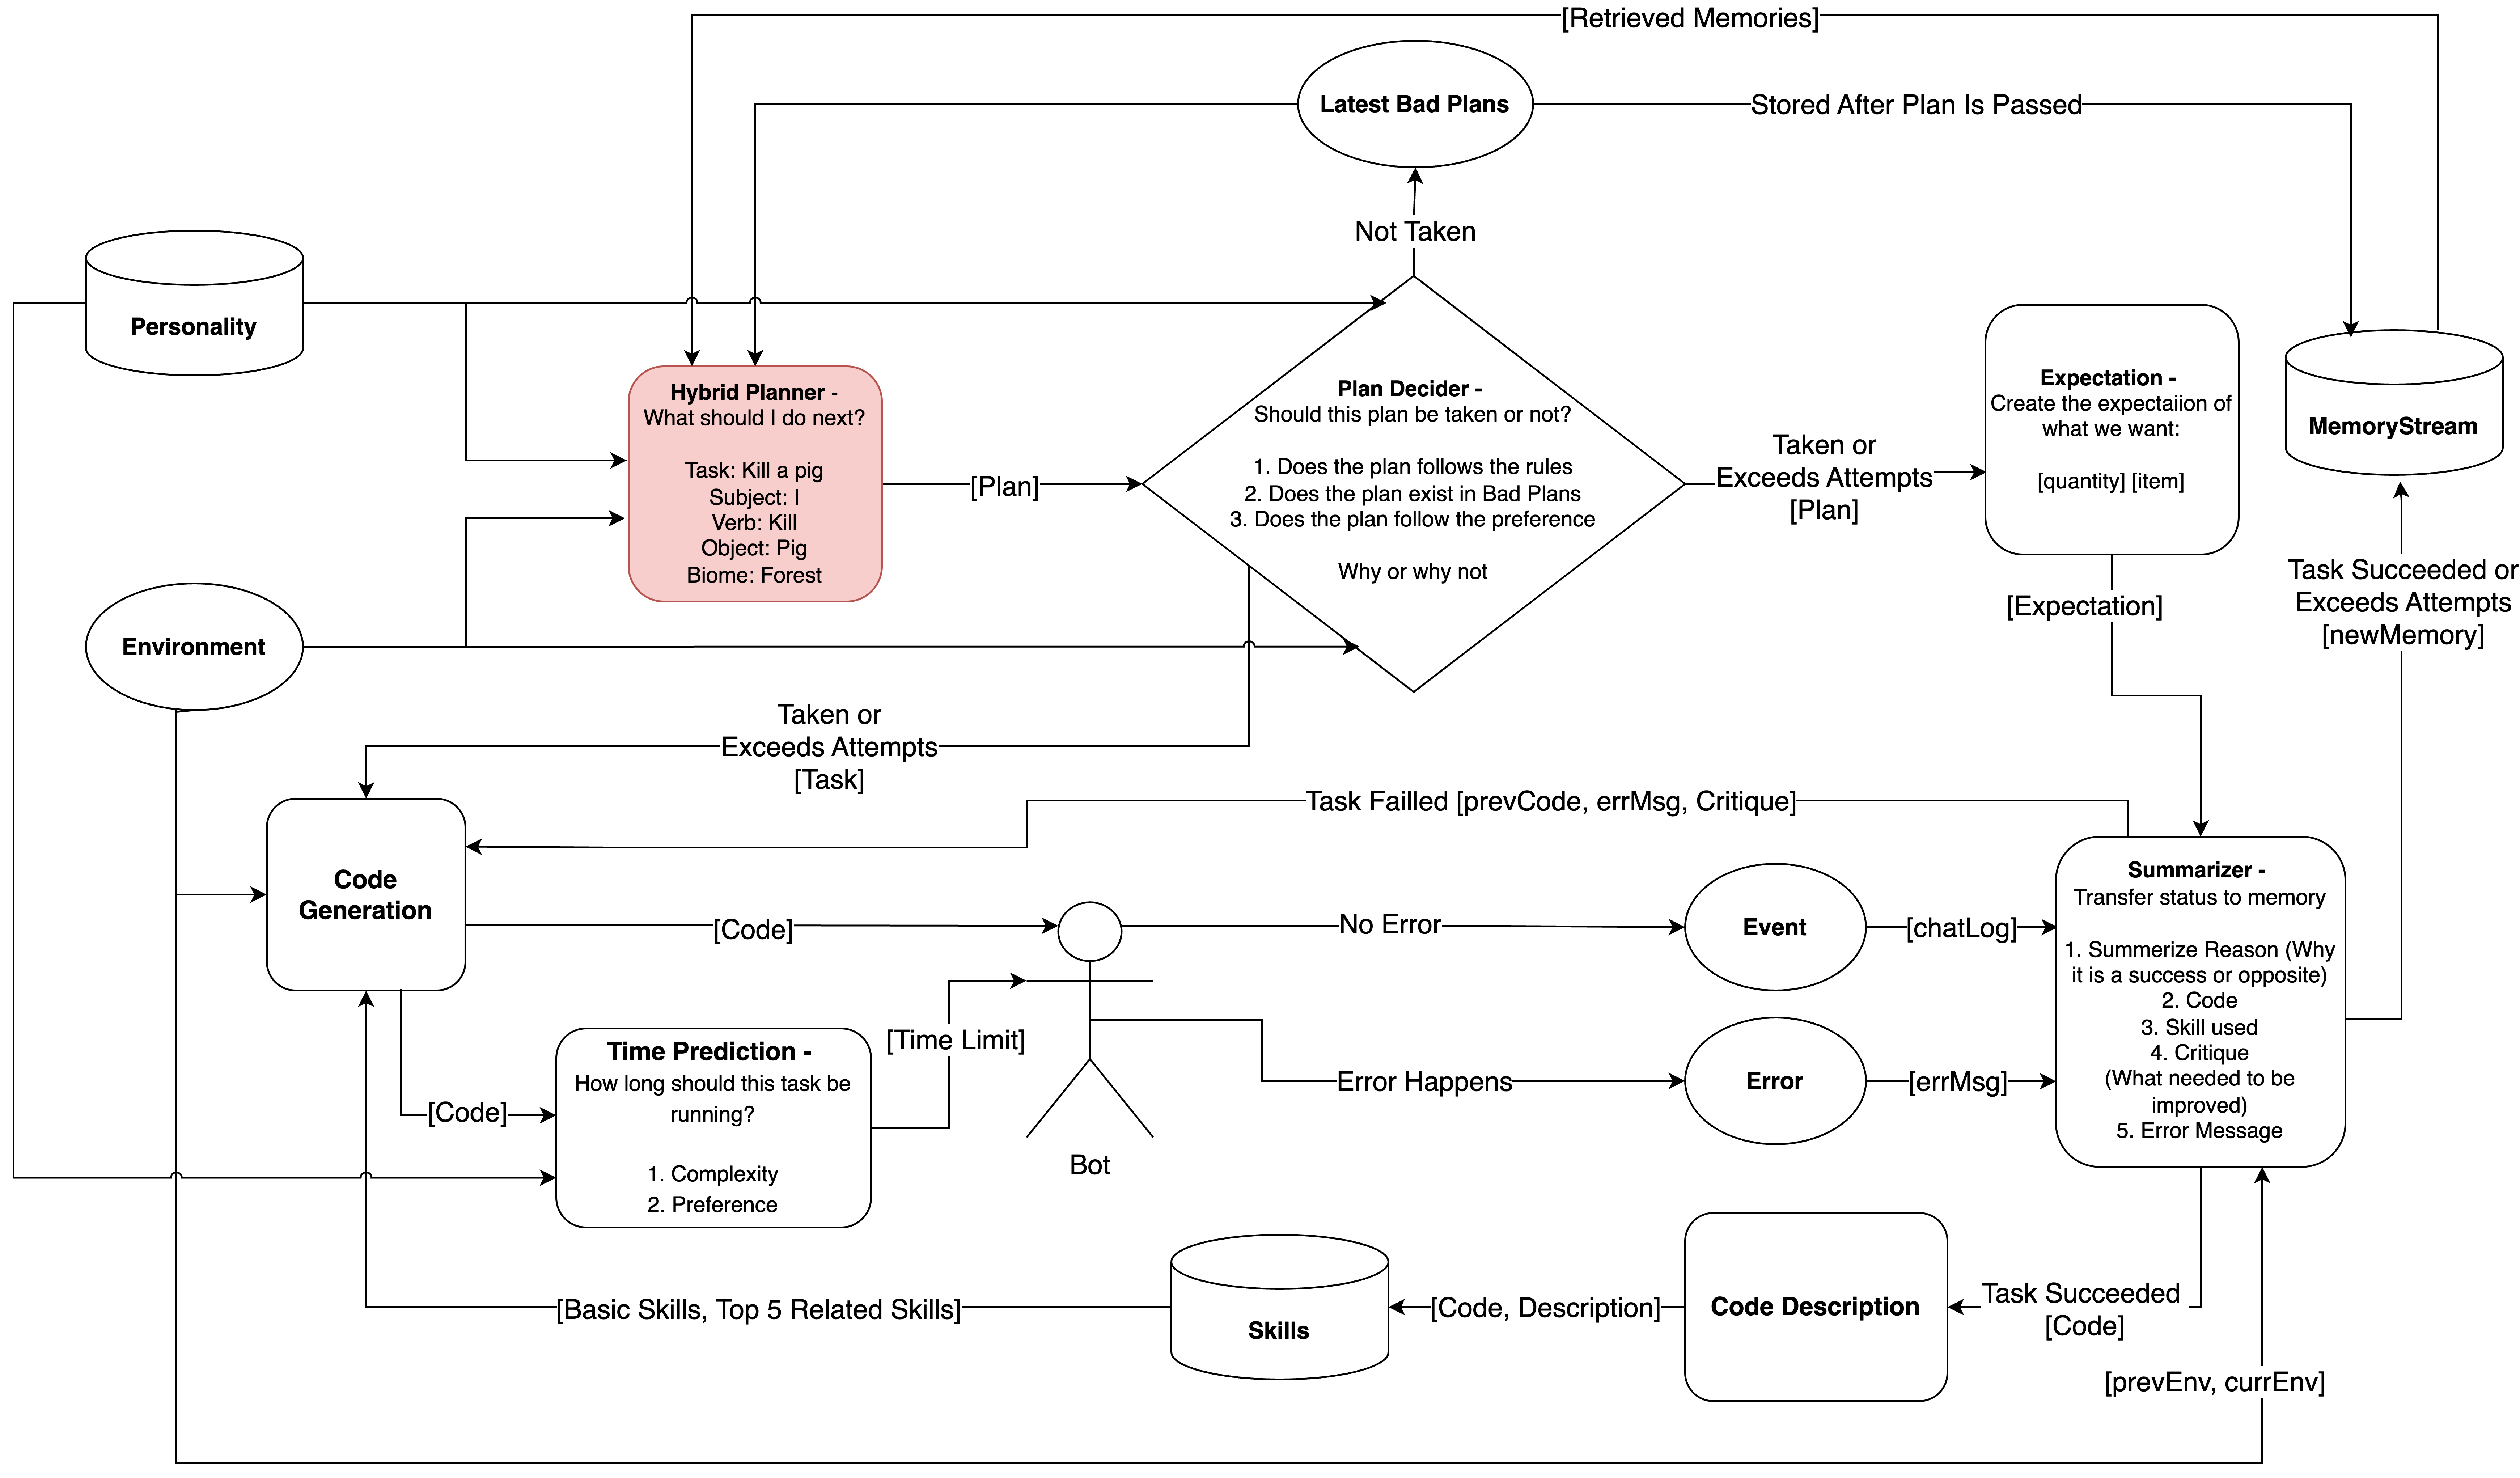 [Retrieved Memories]
Latest Bad Plans
Stored After Plan Is Passed
Not Taken
Personality
Hybrid Planner -
What should I do next?
Task: Kill a pig
Subject: I
Verb: Kill
Object: Pig
Biome: Forest
[Plan]
Plan Decider -
Should this plan be taken or not?
1. Does the plan follows the rules
2. Does the plan exist in Bad Plans
3. Does the plan follow the preference
Why or why not
Taken or
Exceeds Attempts
[Plan]
Expectation -
Create the expectaiion of
what we want:
[quantity] [item]
MemoryStream
Environment
[Expectation]
Task Succeeded or
Exceeds Attempts
[newMemory]
Taken or
Exceeds Attempts
[Task]
Task Failled [prevCode, errMsg, Critique]
Code
Generation
[Code]
No Error
Event
[chatLog]
Summarizer -
Transfer status to memory
1. Summerize Reason (Why
it is a success or opposite)
2. Code
3. Skill used
4. Critique
(What needed to be
improved)
5. Error Message
[Time Limit]
Time Prediction -
How long should this task be
running?
1. Complexity
2. Preference
[Code]
Bot
Error Happens
Error
[errMsg]
[Basic Skills, Top 5 Related Skills]
Skills
[Code, Description]
Code Description
Task Succeeded
[Code]
[prevEnv, currEnv]